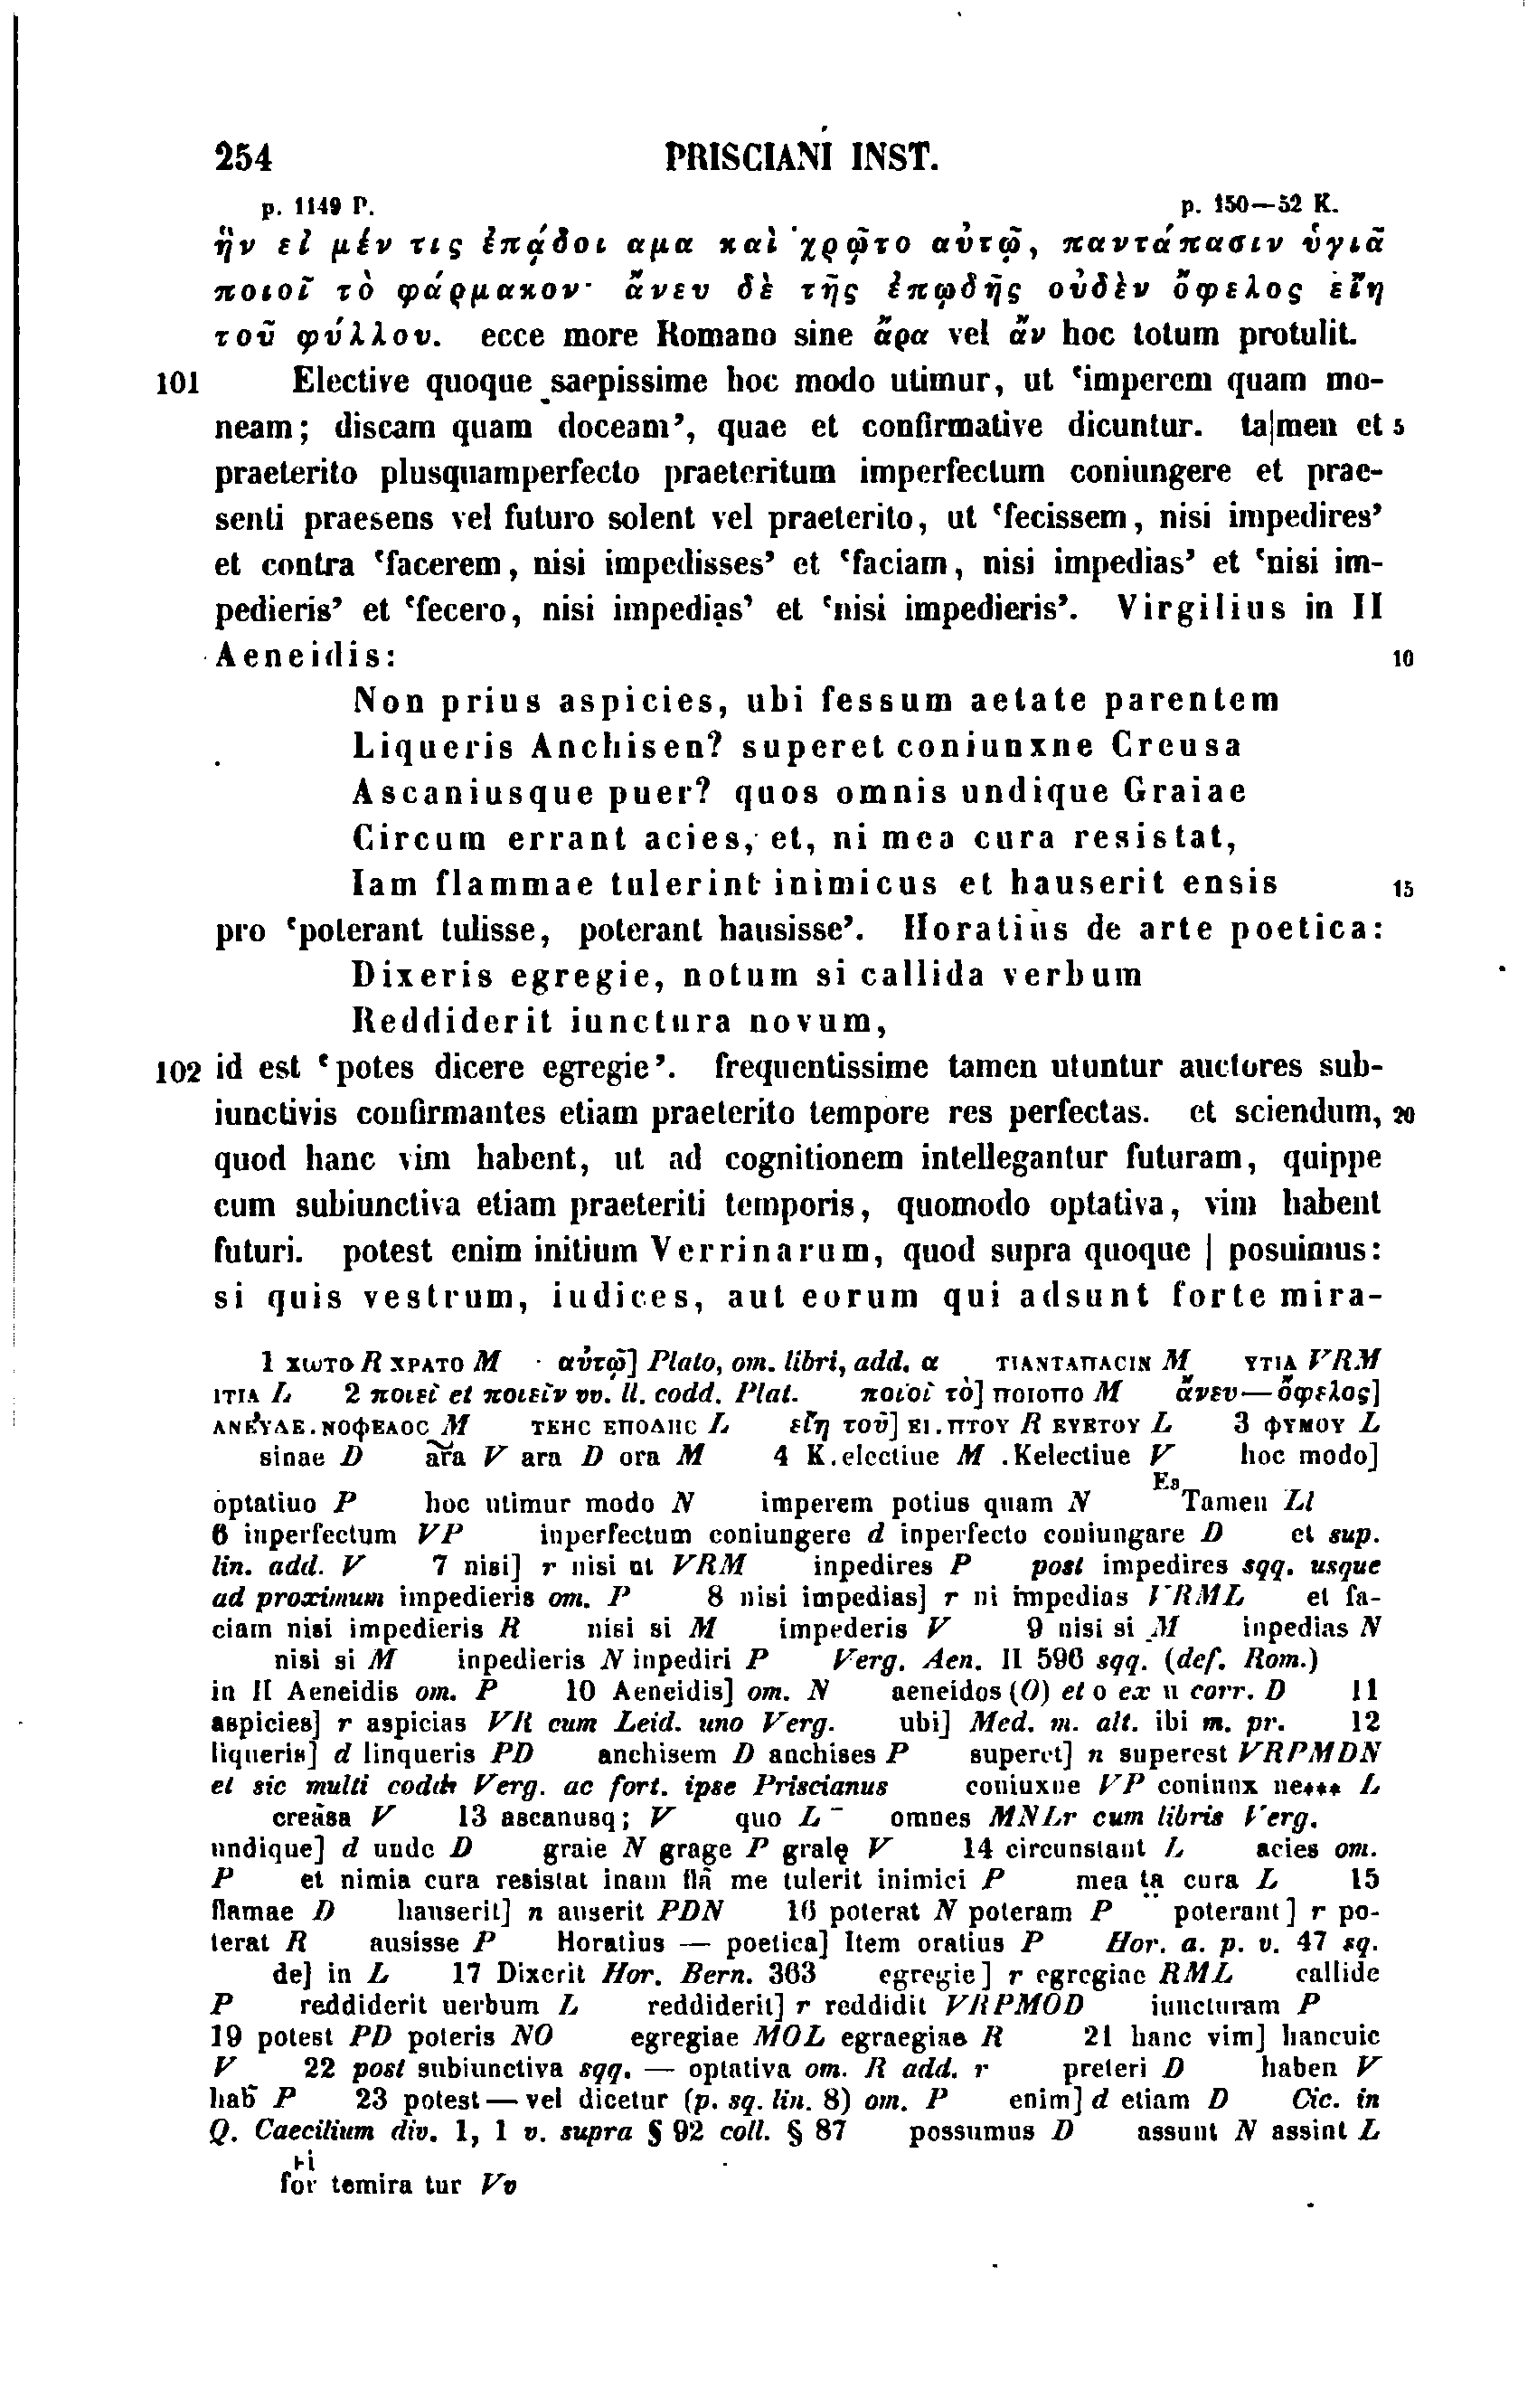 254 PRISCIANI INST.
p. 1149 P. p. 150—52 K.
ἣν εἰ μέν τις ἐπᾴδοι αμα καὶ χρῷτο αὐτῷ, παντάπασιν ὑγιᾶ
ποιοῖ τὸ φάρμακον· ἄνευ δὲ τῆς ἐπῳδῆς οὐδὲν ὄφελος εἴη
τοῦ φύλλου. ecce more Romano sine ἄρα vel ἄν hoc totum protulit.
101 Elective quoque saepissime hoc modo utimur, ut ‘imperem quam mo-
neam; discam quam doceam’, quae et confirmative dicuntur. ta|men et 5
praeterito plusquamperfecto praeteritum imperfectum coniungere et prae-
senti praesens vel futuro solent vel praeterito, ut ‘fecissem, nisi impedires’
et contra ‘facerem, nisi impedisses’ et ‘faciam, nisi impedias’ et ‘nisi im-
pedieris’ et ‘fecero, nisi impedias’ et ‘nisi impedieris’. Virgilius in II
Aeneidis: 10
Non prius aspicies, ubi fessum aetate parentem
Liqueris Anchisen? superet coniunxne Creusa
Ascaniusque puer? quos omnis undique Graiae
Circum errant acies, et, ni mea cura resistat,
Iam flammae tulerint inimicus et hauserit ensis 15
pro ‘poterant tulisse, poterant hausisse’. Horatius de arte poetica:
Dixeris egregie, notum si callida verbum
Reddiderit iunctura novum,
102 id est ‘potes dicere egregie’. frequentissime tamen utuntur auctores sub-
iunctivis confirmantes etiam praeterito tempore res perfectas. et sciendum, 20
quod hanc vim habent, ut ad cognitionem intellegantur futuram, quippe
cum subiunctiva etiam praeteriti temporis, quomodo optativa, vim habent
futuri. potest enim initium Verrinarum, quod supra quoque | posuimus:
si quis vestrum, iudices, aut eorum qui adsunt forte mira-
1 χωτο R χρατο M αὐτῷ] Plato, om. libri, add. α τιανταπαcιν M υτια VRM
ιτια L 2 ποιεῖ et ποιεῖν vv. ll. codd. Plat. ποιοῖ τὸ] ποιοπο M ἄνευ—ὄφελος]
M τεηc εποληc L εἴη τοῦ] ει.πτου R ευετου L 3 φυμου L
sinae D V ara D ora M 4 K.electiue M .Kelectiue V hoc modo]
optatiuo P hoc utimur modo N imperem potius quam N Tamen Ll
6 inperfectum VP inperfectum coniungere d inperfecto coniungare D et sup.
lin. add. V 7 nisi] r nisi ut VRM inpedires P post impedires sqq. usque
ad proximum impedieris om. P 8 nisi impedias] r ni impedias VRML et fa-
ciam nisi impedieris R nisi si M impederis V 9 nisi si M inpedias N
nisi si M inpedieris N inpediri P Verg. Aen. II 596 sqq. (def. Rom.)
in II Aeneidis om. P 10 Aeneidis] om. N aeneidos (O) et o ex u corr. D 11
aspicies] r aspicias VR cum Leid. uno Verg. ubi] Med. m. alt. ibi m. pr. 12
liqueris] d linqueris PD anchisem D anchises P superet] n superest VRPMDN
et sic multi codd. Verg. ac fort. ipse Priscianus coniuxne VP coniunx ne*** L
creasa V 13 ascanusq; V quo L omnes MNLr cum libris Verg.
undique] d unde D graie N grage P gralę V 14 circunstant L acies om.
P et nimia cura resistat inam flā me tulerit inimici P mea ta cura L 15
flamae D hauserit] n auserit PDN 16 poterat N poteram P poterant] r po-
terat R ausisse P Horatius — poetica] Item oratius P Hor. a. p. v. 47 sq.
de] in L 17 Dixerit Hor. Bern. 363 egregie] r egregiae RML callide
P reddiderit uerbum L reddiderit] r reddidit VRPMOD iuncturam P
19 potest PD poteris NO egregiae MOL egraegiae R 21 hanc vim] hancuic
V 22 post subiunctiva sqq. — optativa om. R add. r preteri D haben V
hab̄ P 23 potest — vel dicetur (p. sq. lin. 8) om. P enim] d etiam D Cic. in
Q. Caecilium div. 1, 1 v. supra § 92 coll. § 87 possumus D assunt N assint L
for temira tur Vv